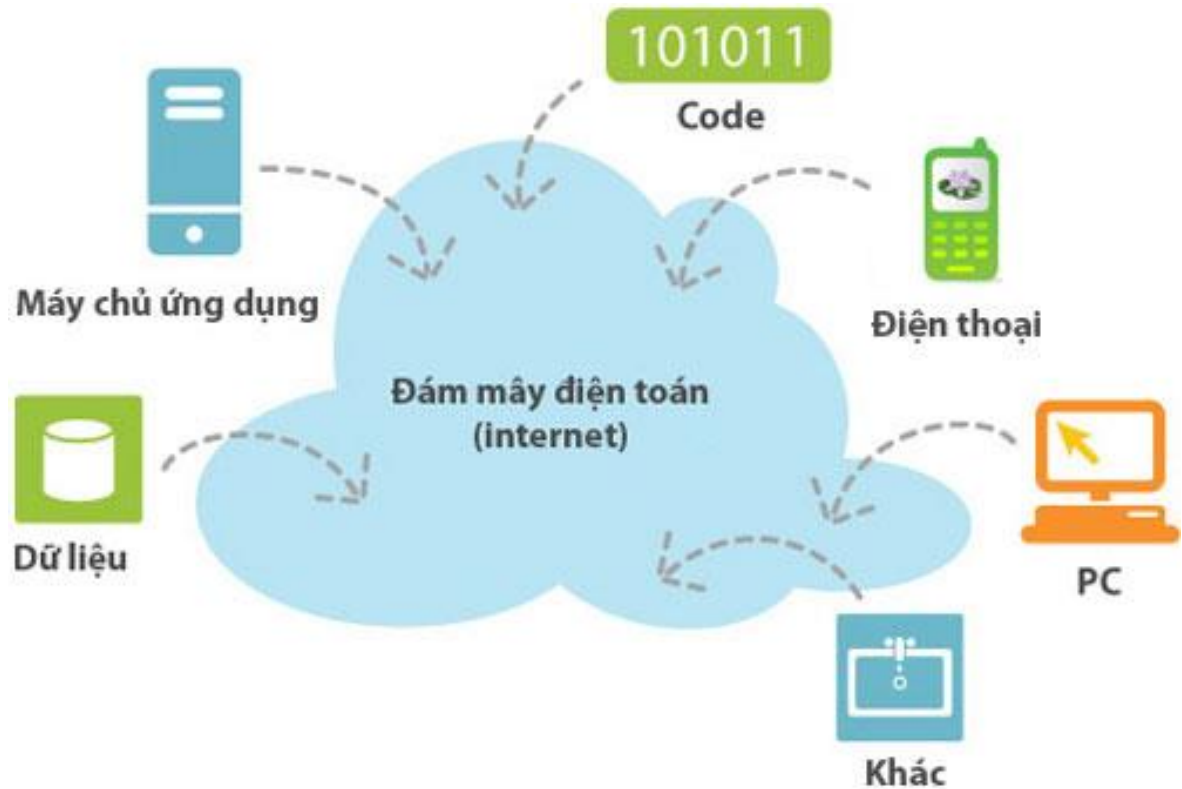 101011
Code
Máy chủ ứng dụng
Điện thoại
Đám mây điện toán
(internet)
Dữ liệu
PC
Khác